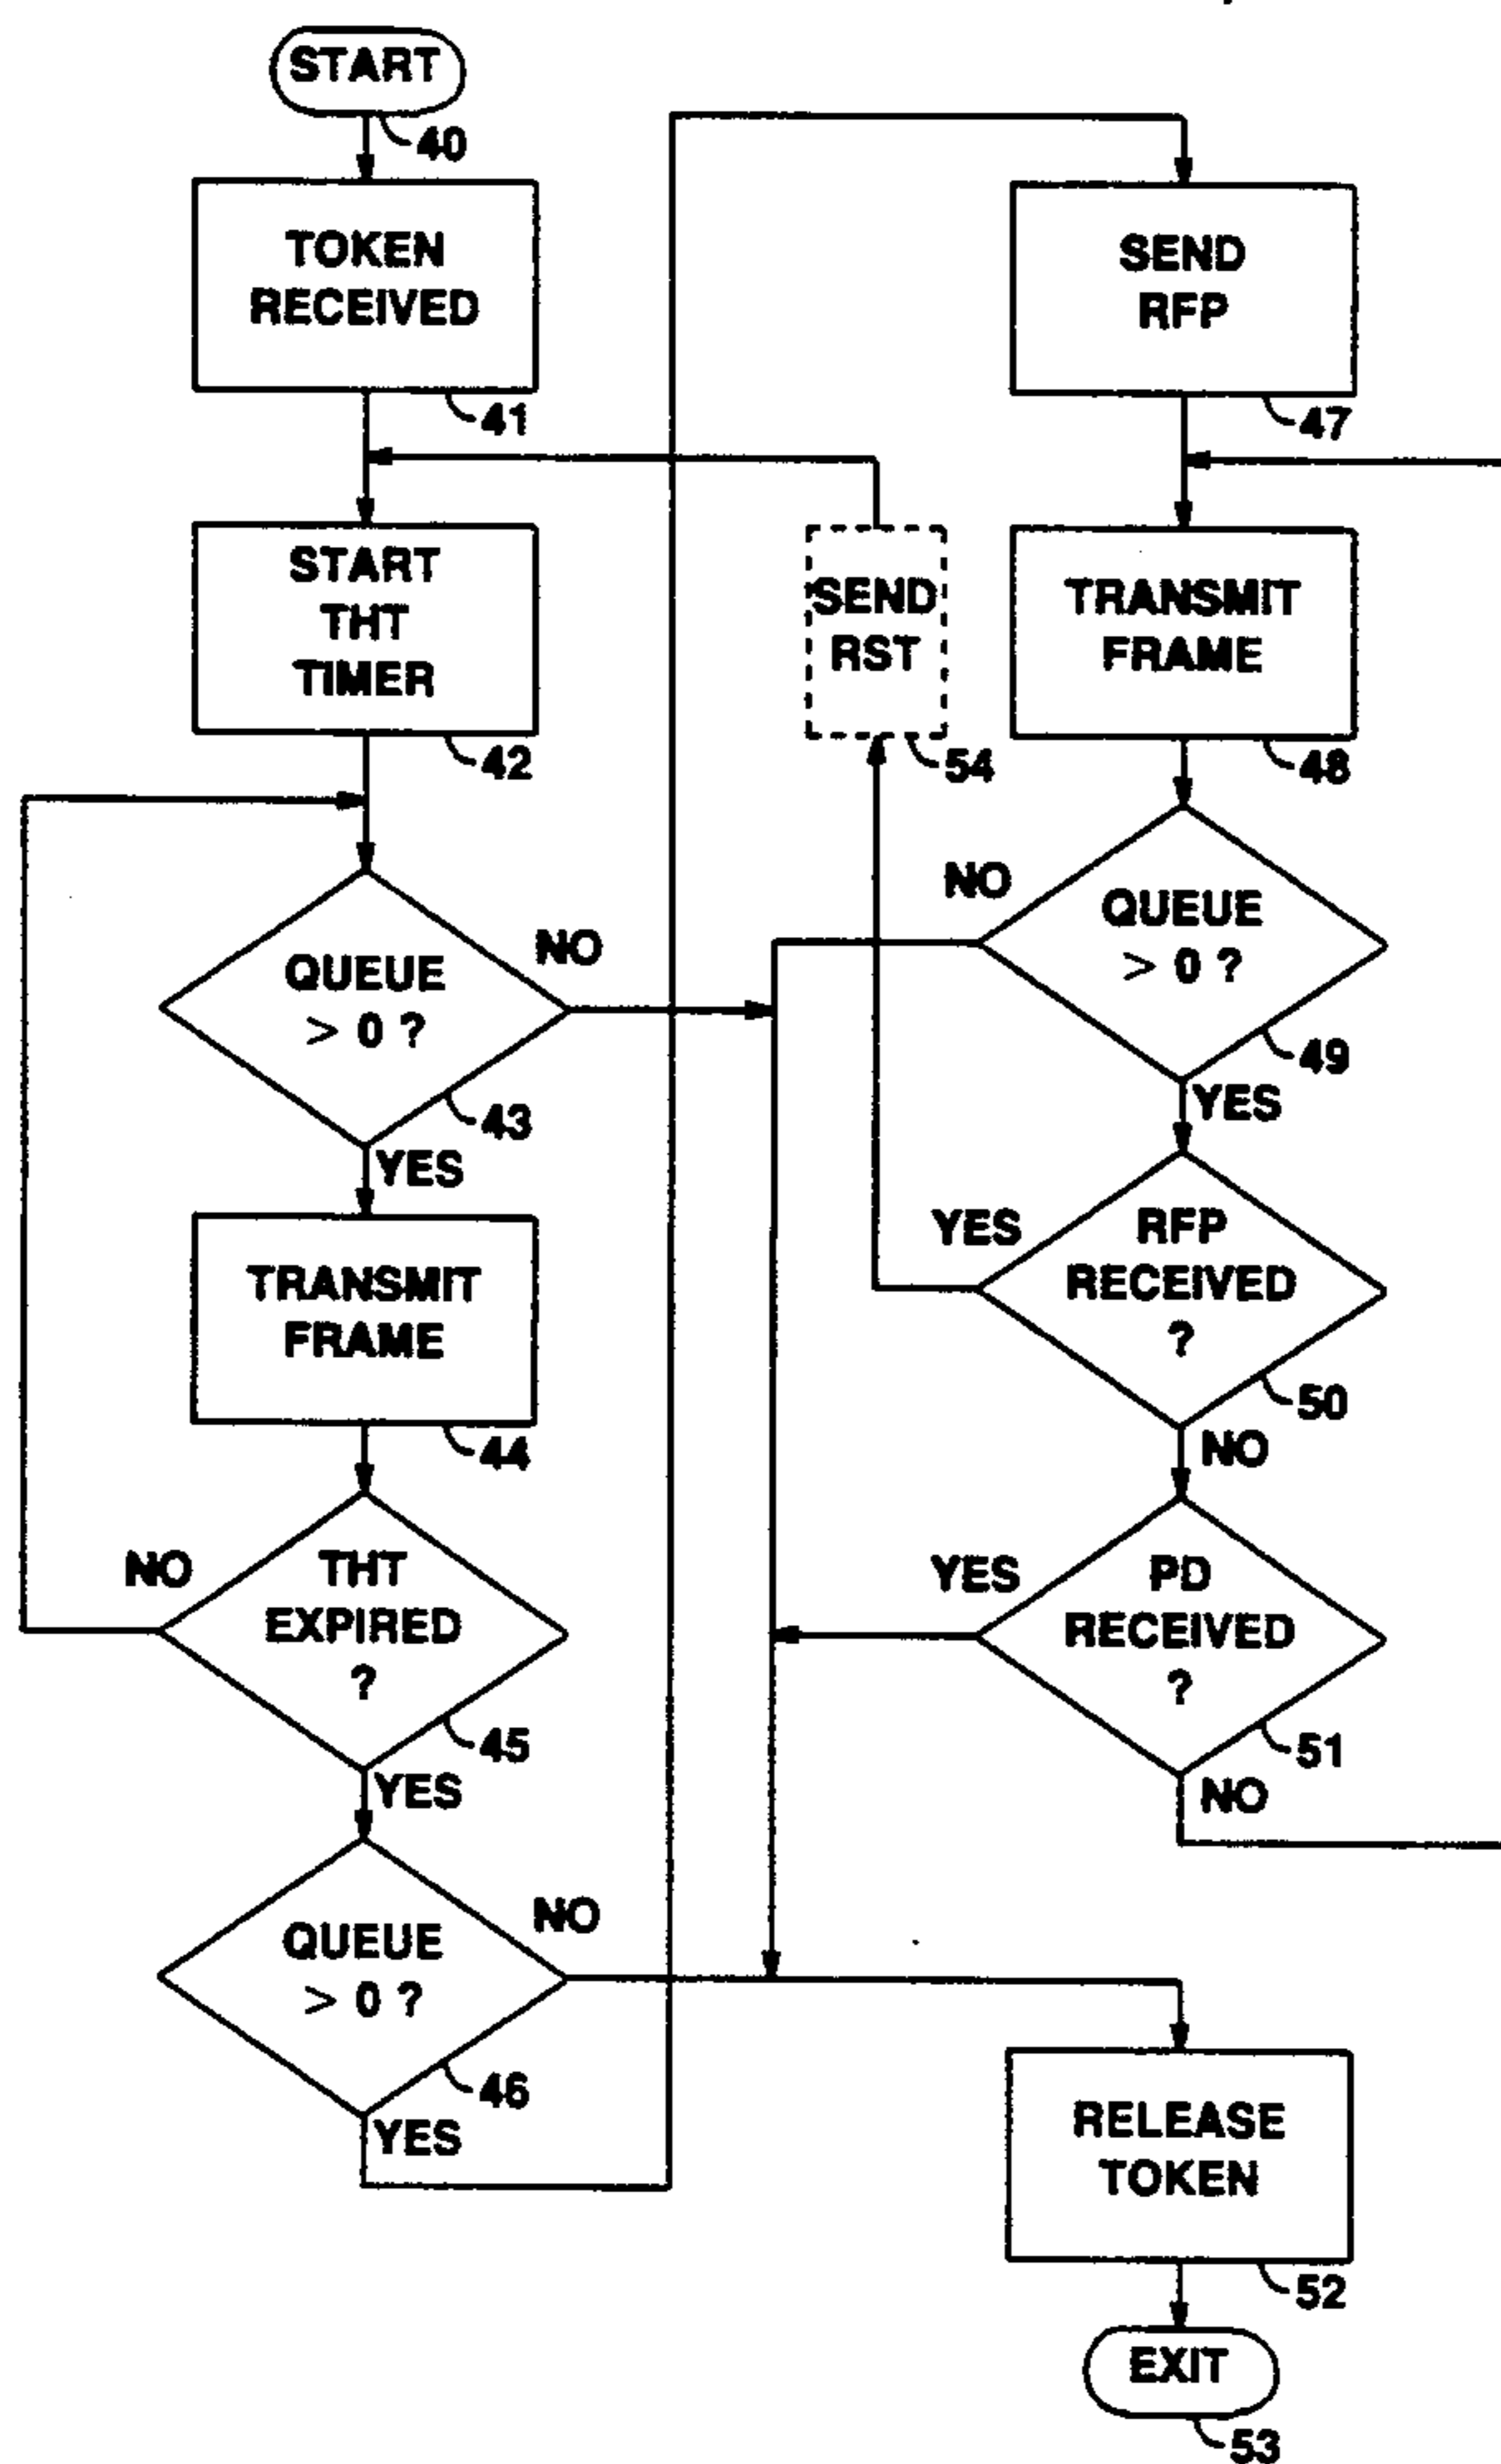 START
40
TOKEN
RECEIVED
41
START
THT
TIMER
42
QUEUE
> 0 ?
NO
43
YES
TRANSMIT
FRAME
44
NO
THT
EXPIRED
?
45
YES
QUEUE
> 0 ?
NO
46
YES
SEND
RFP
47
SEND
RST
54
TRANSMIT
FRAME
48
NO
QUEUE
> 0 ?
49
YES
YES
RFP
RECEIVED
?
50
NO
YES
PD
RECEIVED
?
51
NO
RELEASE
TOKEN
52
EXIT
53